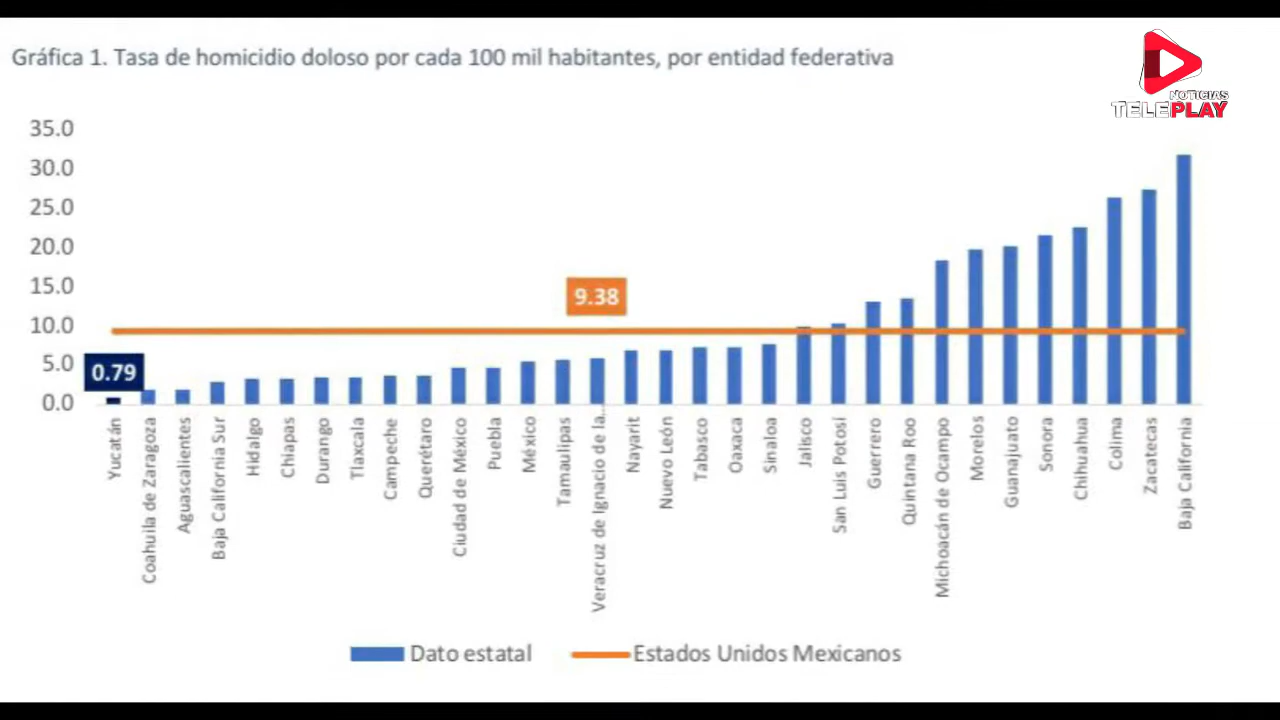 Gráfica 1. Tasa de homicidio doloso por cada 100 mil habitantes, por entidad federativa
NOTICIAS
TELEPLAY
35.0
30.0
25.0
20.0
15.0
10.0
5.0
0.0
9.38
0.79
Yucatán
Coahuila de Zaragoza
Aguascalientes
Baja California Sur
Hidalgo
Chiapas
Durango
Tlaxcala
Campeche
Querétaro
Ciudad de México
Puebla
México
Tamaulipas
Veracruz de Ignacio de la...
Nayarit
Nuevo León
Tabasco
Oaxaca
Sinaloa
Jalisco
San Luis Potosí
Guerrero
Quintana Roo
Michoacán de Ocampo
Morelos
Guanajuato
Sonora
Chihuahua
Colima
Zacatecas
Baja California
Dato estatal
Estados Unidos Mexicanos